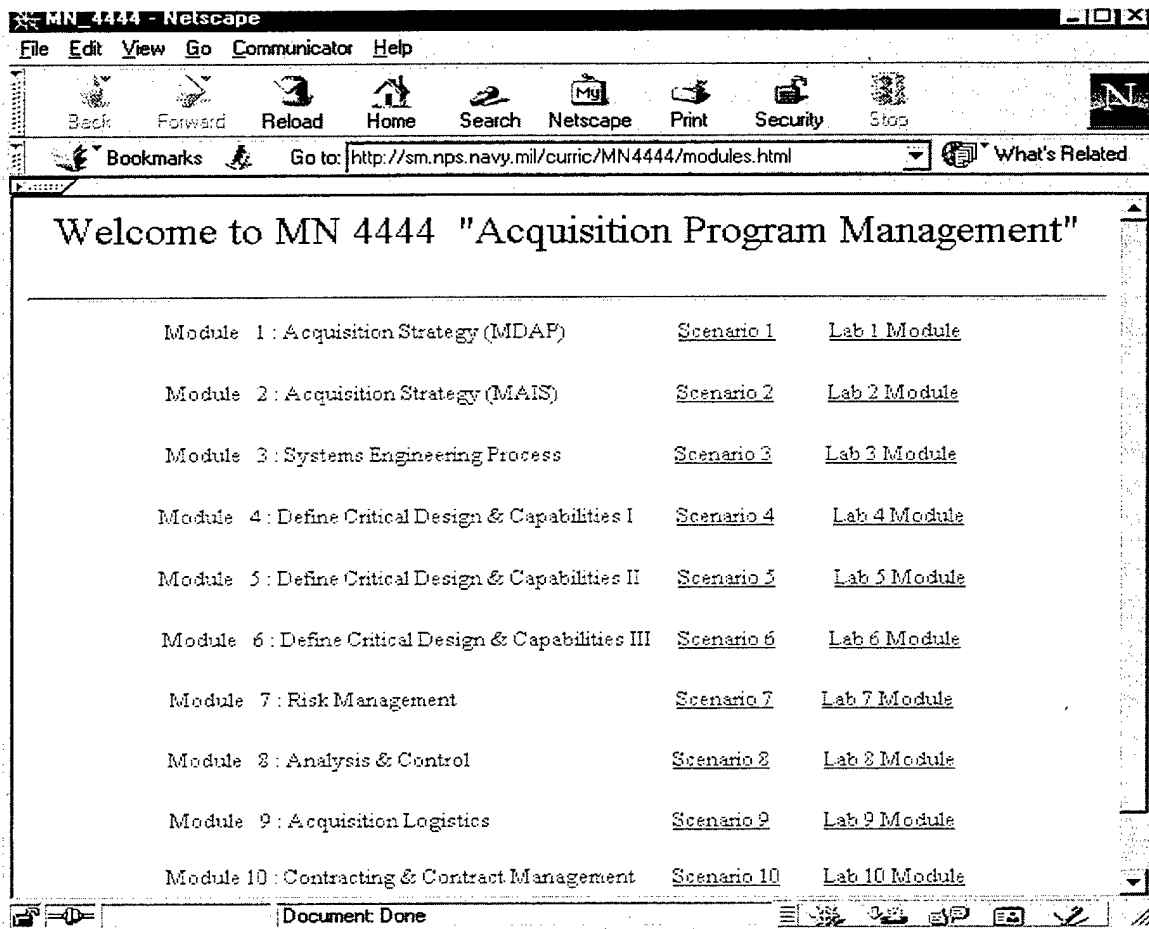 MN_4444 - Netscape
File Edit View Go Communicator Help
My
N
Back Forward Reload Home Search Netscape Print Security Stop
Bookmarks Go to: http://sm.nps.navy.mil/curric/MN4444/modules.html What's Related
Welcome to MN 4444 "Acquisition Program Management"
Module 1 : Acquisition Strategy (MDAP) Scenario 1 Lab 1 Module
Module 2 : Acquisition Strategy (MAIS) Scenario 2 Lab 2 Module
Module 3 : Systems Engineering Process Scenario 3 Lab 3 Module
Module 4 : Define Critical Design & Capabilities I Scenario 4 Lab 4 Module
Module 5 : Define Critical Design & Capabilities II Scenario 5 Lab 5 Module
Module 6 : Define Critical Design & Capabilities III Scenario 6 Lab 6 Module
Module 7 : Risk Management Scenario 7 Lab 7 Module
Module 8 : Analysis & Control Scenario 8 Lab 8 Module
Module 9 : Acquisition Logistics Scenario 9 Lab 9 Module
Module 10 : Contracting & Contract Management Scenario 10 Lab 10 Module
Document: Done